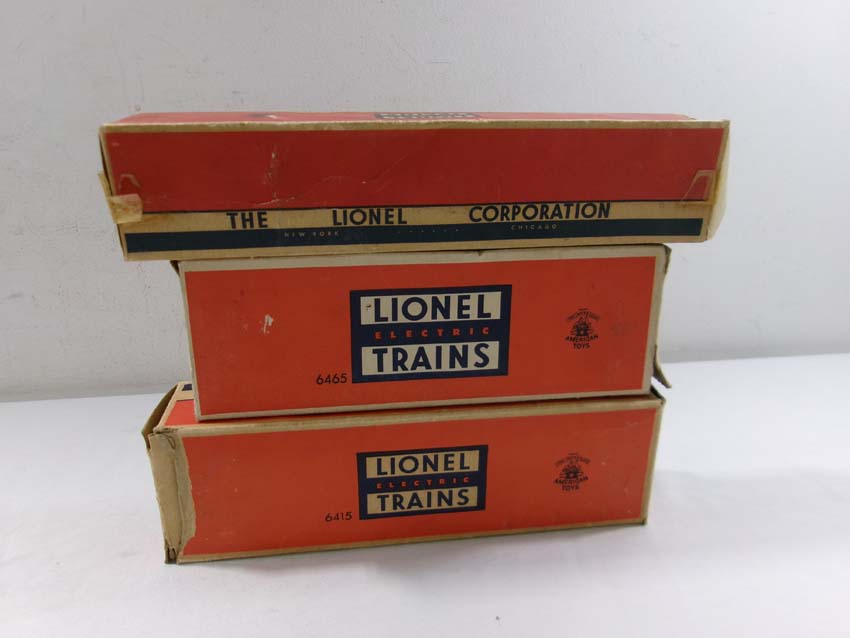 THE LIONEL CORPORATION
NEW YORK ...... CHICAGO
LIONEL
ELECTRIC
TRAINS
6465
AMERICAN
TOYS
LIONEL
ELECTRIC
TRAINS
6415
AMERICAN
TOYS